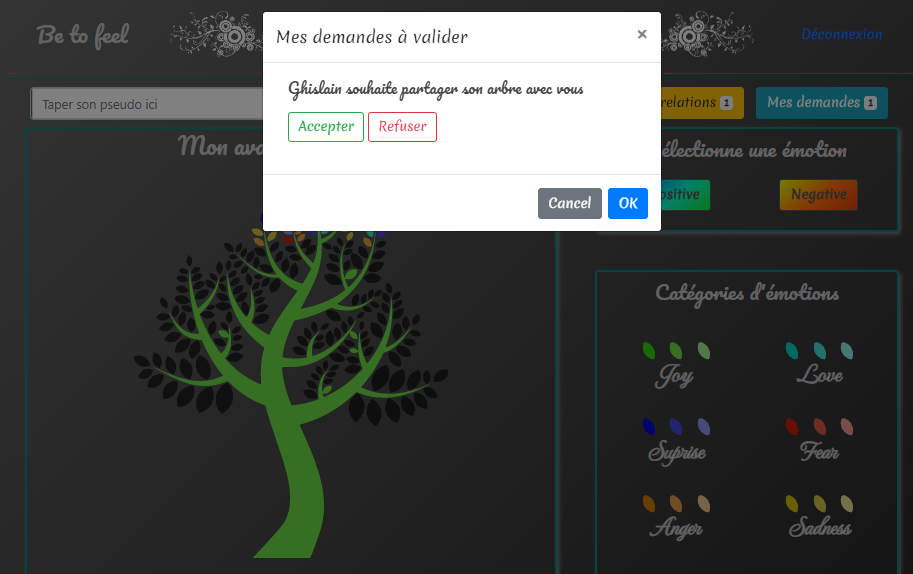 Be to feel
Mes demandes à valider
×
Déconnexion
Ghislain souhaite partager son arbre avec vous
Taper son pseudo ici
relations 1
Mes demandes 1
Accepter
Refuser
Mon
électionne une émotion
ositive
Negative
Cancel
OK
Catégories d'émotions
Joy
Love
Suprise
Fear
Anger
Sadness